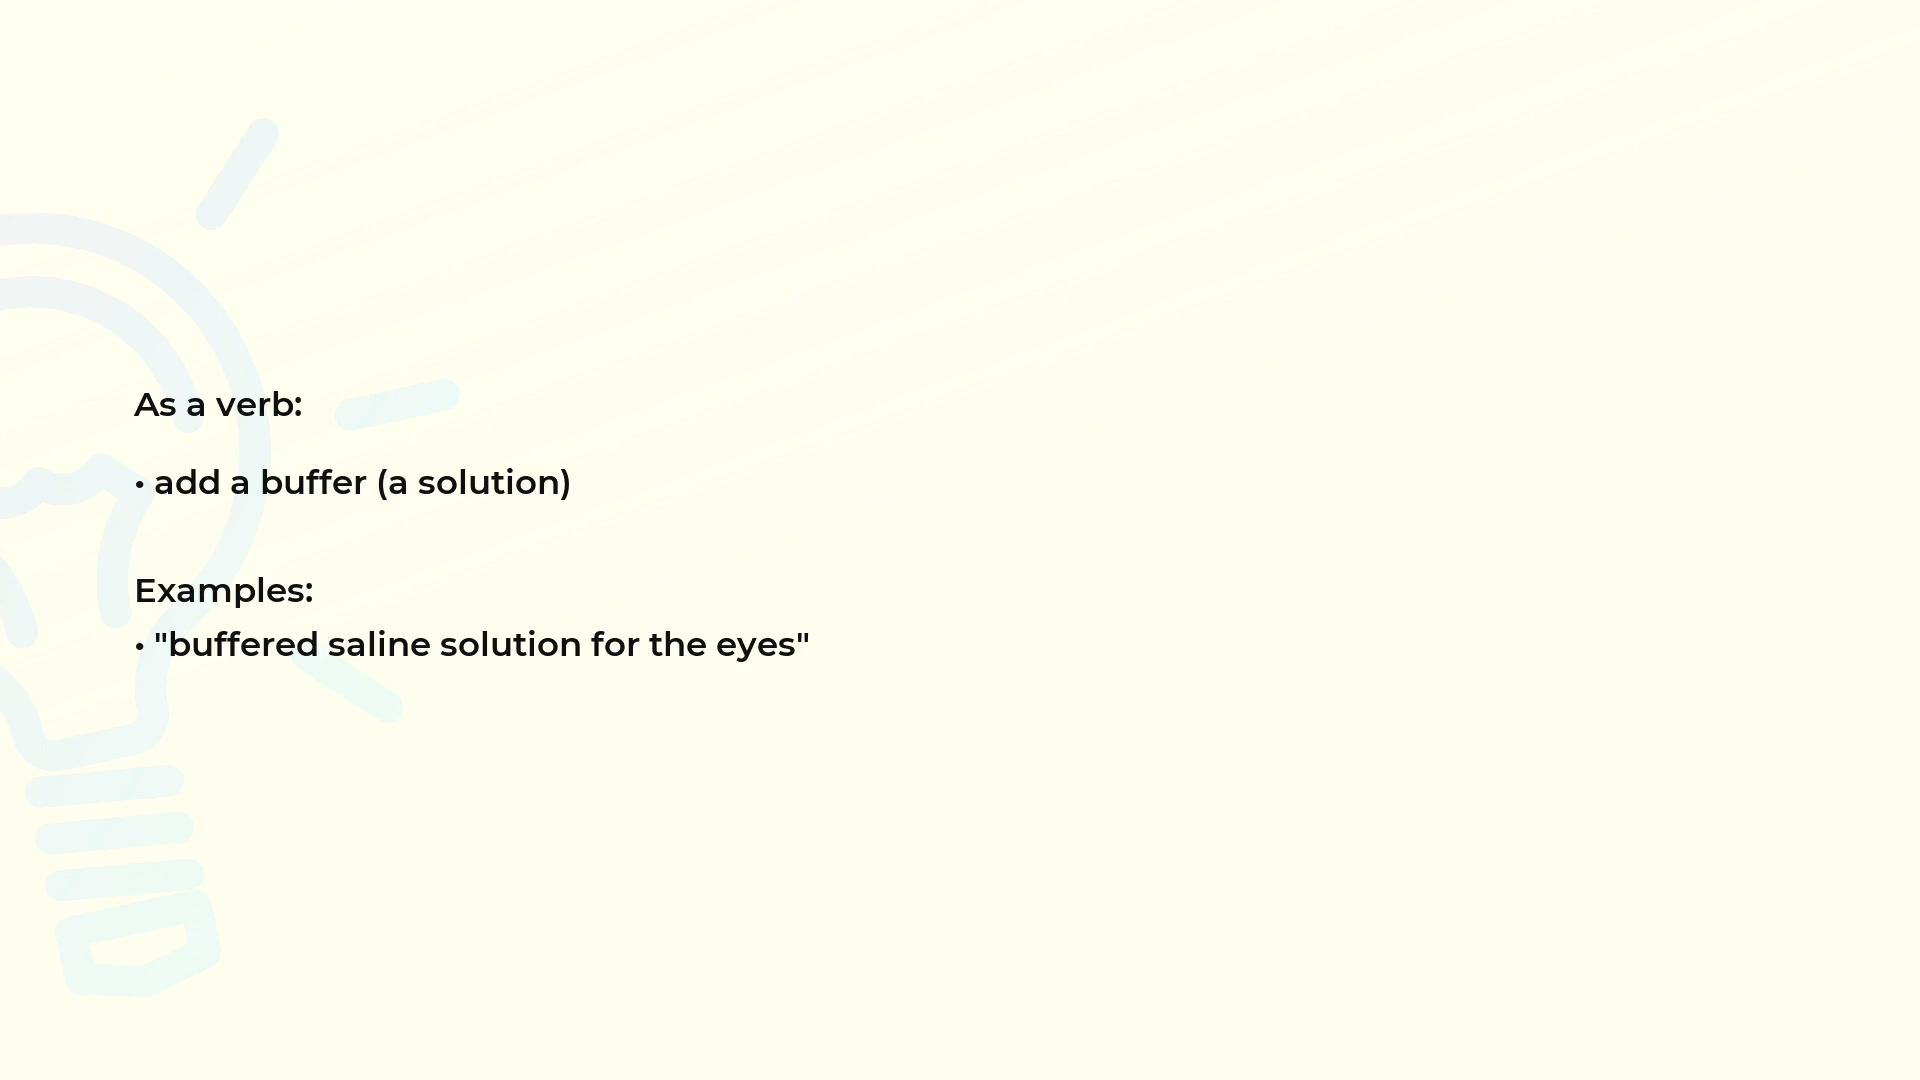 As a verb:
• add a buffer (a solution)
Examples:
• "buffered saline solution for the eyes"